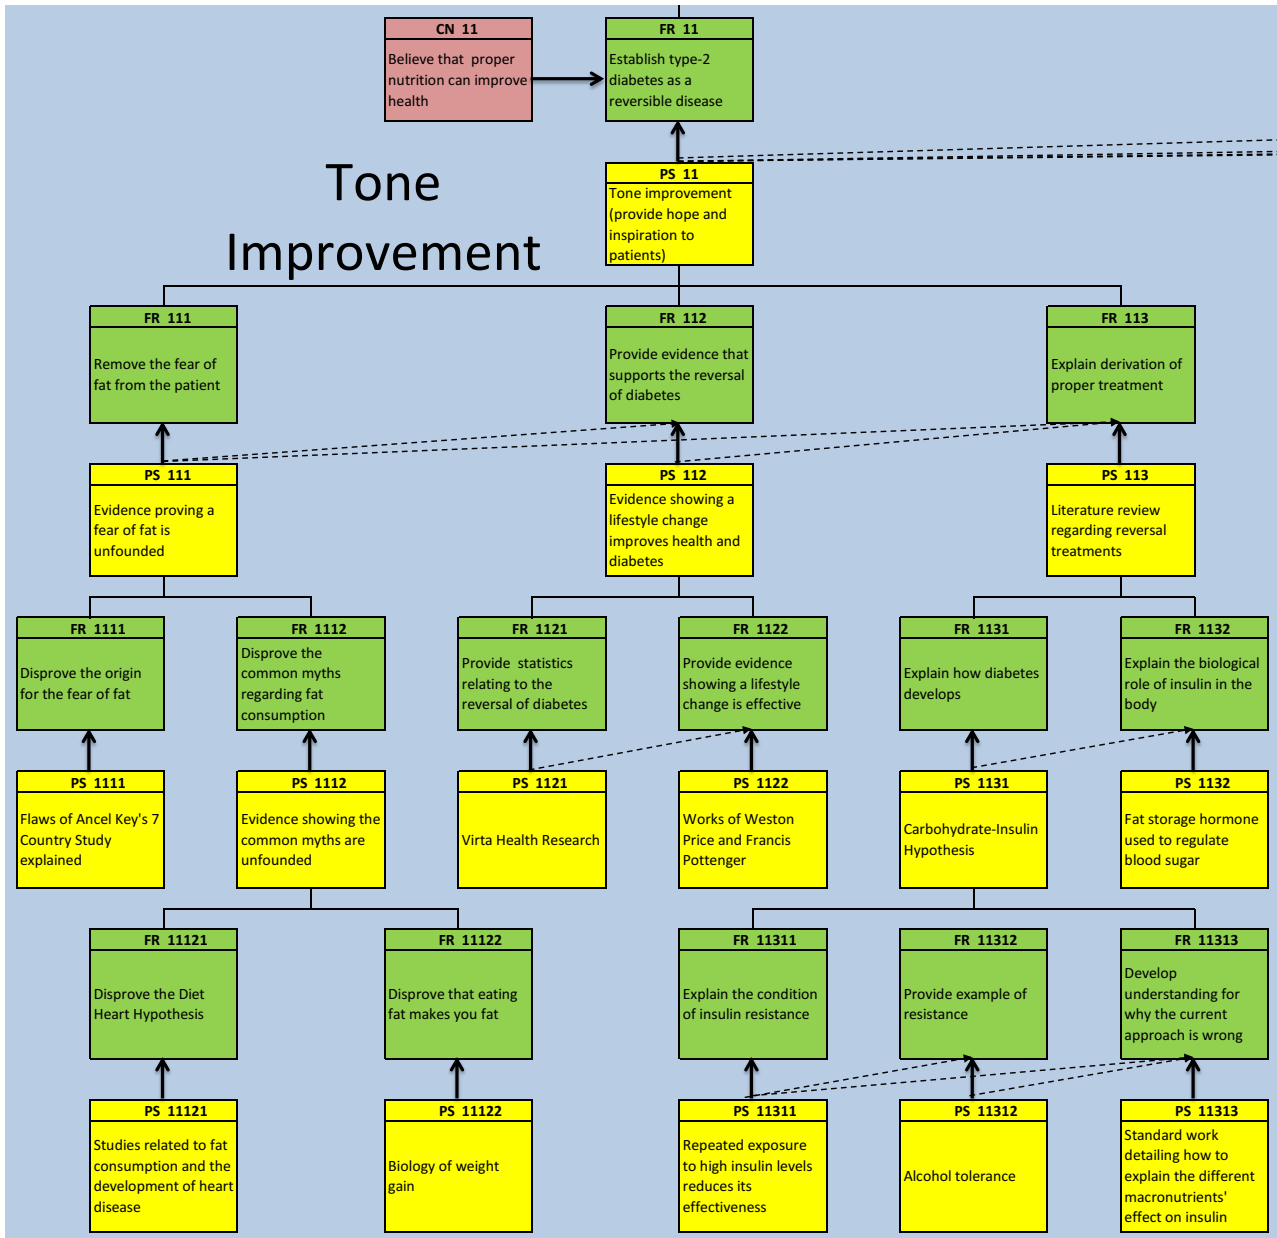 CN 11
Believe that proper
nutrition can improve
health
FR 11
Establish type-2
diabetes as a
reversible disease
Tone
Improvement
PS 11
Tone improvement
(provide hope and
inspiration to
patients)
FR 111
Remove the fear of
fat from the patient
FR 112
Provide evidence that
supports the reversal
of diabetes
FR 113
Explain derivation of
proper treatment
PS 111
Evidence proving a
fear of fat is
unfounded
PS 112
Evidence showing a
lifestyle change
improves health and
diabetes
PS 113
Literature review
regarding reversal
treatments
FR 1111
Disprove the origin
for the fear of fat
FR 1112
Disprove the
common myths
regarding fat
consumption
FR 1121
Provide statistics
relating to the
reversal of diabetes
FR 1122
Provide evidence
showing a lifestyle
change is effective
FR 1131
Explain how diabetes
develops
FR 1132
Explain the biological
role of insulin in the
body
PS 1111
Flaws of Ancel Key's 7
Country Study
explained
PS 1112
Evidence showing the
common myths are
unfounded
PS 1121
Virta Health Research
PS 1122
Works of Weston
Price and Francis
Pottenger
PS 1131
Carbohydrate-Insulin
Hypothesis
PS 1132
Fat storage hormone
used to regulate
blood sugar
FR 11121
Disprove the Diet
Heart Hypothesis
FR 11122
Disprove that eating
fat makes you fat
FR 11311
Explain the condition
of insulin resistance
FR 11312
Provide example of
resistance
FR 11313
Develop
understanding for
why the current
approach is wrong
PS 11121
Studies related to fat
consumption and the
development of heart
disease
PS 11122
Biology of weight
gain
PS 11311
Repeated exposure
to high insulin levels
reduces its
effectiveness
PS 11312
Alcohol tolerance
PS 11313
Standard work
detailing how to
explain the different
macronutrients'
effect on insulin